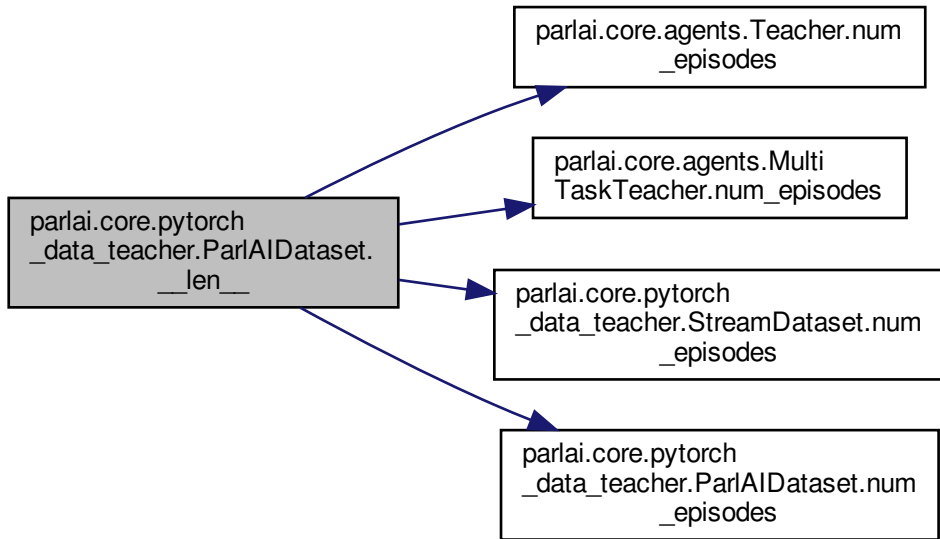 parlai.core.agents.Teacher.num
_episodes
parlai.core.agents.Multi
TaskTeacher.num_episodes
parlai.core.pytorch
_data_teacher.ParlAIDataset.
__len__
parlai.core.pytorch
_data_teacher.StreamDataset.num
_episodes
parlai.core.pytorch
_data_teacher.ParlAIDataset.num
_episodes